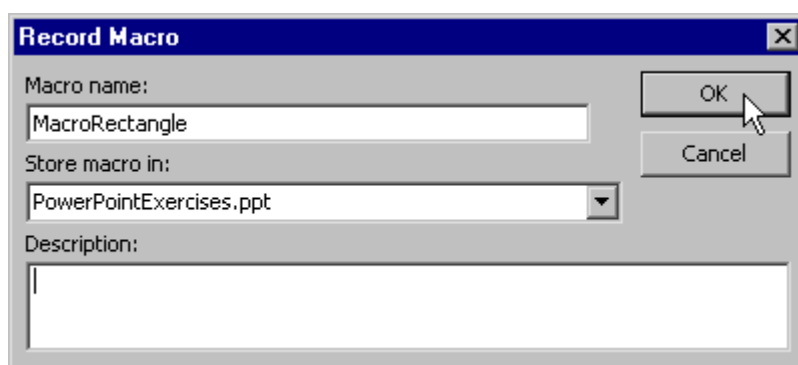 Record Macro
Macro name:
OK
MacroRectangle
Store macro in:
Cancel
PowerPointExercises.ppt
Description: